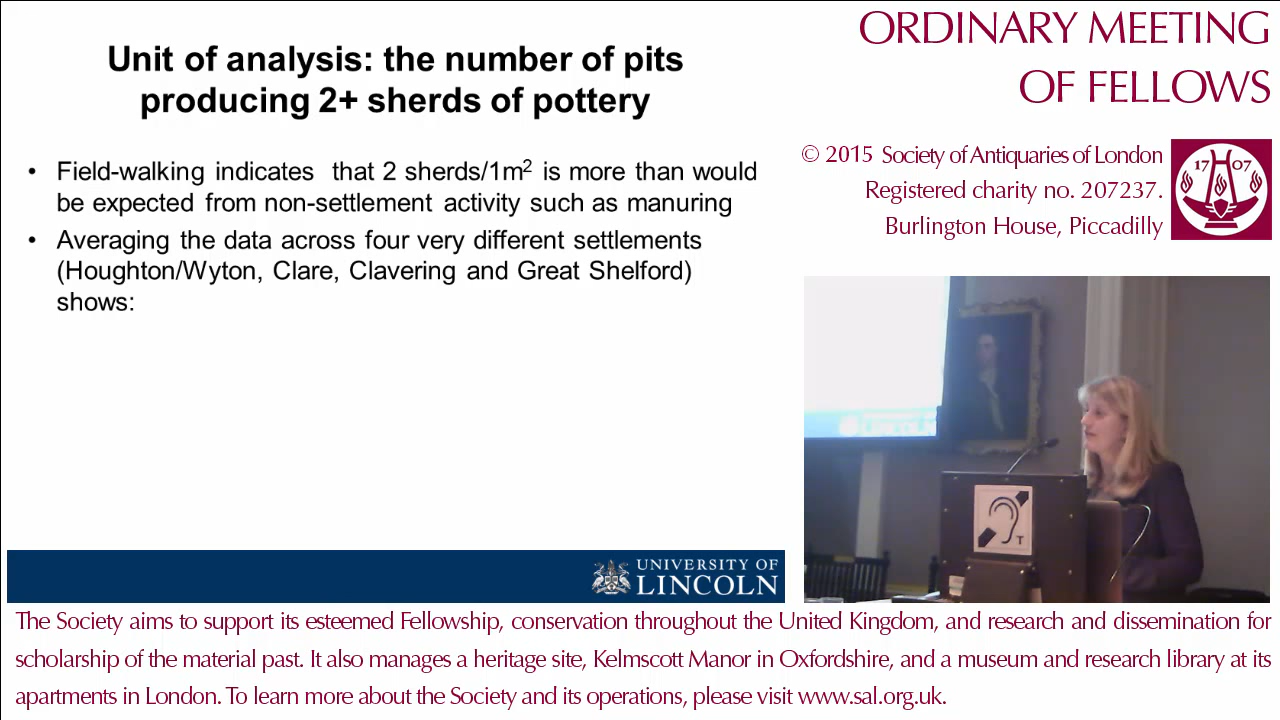 Unit of analysis: the number of pits
producing 2+ sherds of pottery
• Field-walking indicates that 2 sherds/1m² is more than would
be expected from non-settlement activity such as manuring
• Averaging the data across four very different settlements
(Houghton/Wyton, Clare, Clavering and Great Shelford)
shows:
UNIVERSITY OF
LINCOLN
ORDINARY MEETING
OF FELLOWS
© 2015 Society of Antiquaries of London
Registered charity no. 207237.
Burlington House, Piccadilly
17 07
LINCOLN
T
The Society aims to support its esteemed Fellowship, conservation throughout the United Kingdom, and research and dissemination for
scholarship of the material past. It also manages a heritage site, Kelmscott Manor in Oxfordshire, and a museum and research library at its
apartments in London. To learn more about the Society and its operations, please visit www.sal.org.uk.